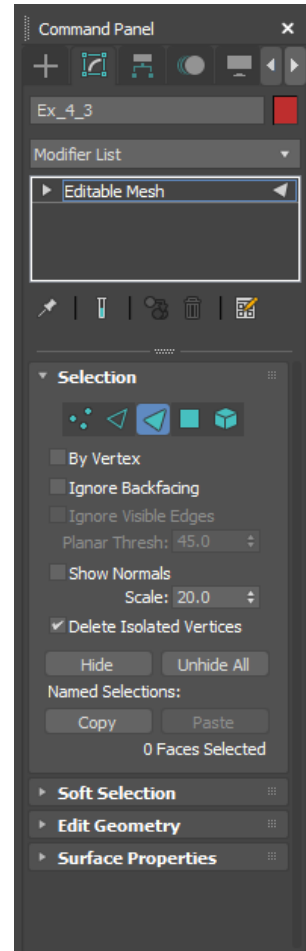 Command Panel
Ex_4_3
Modifier List
Editable Mesh
Selection
By Vertex
Ignore Backfacing
Ignore Visible Edges
Planar Thresh: 45.0
Show Normals
Scale: 20.0
Delete Isolated Vertices
Hide Unhide All
Named Selections:
Copy Paste
0 Faces Selected
Soft Selection
Edit Geometry
Surface Properties